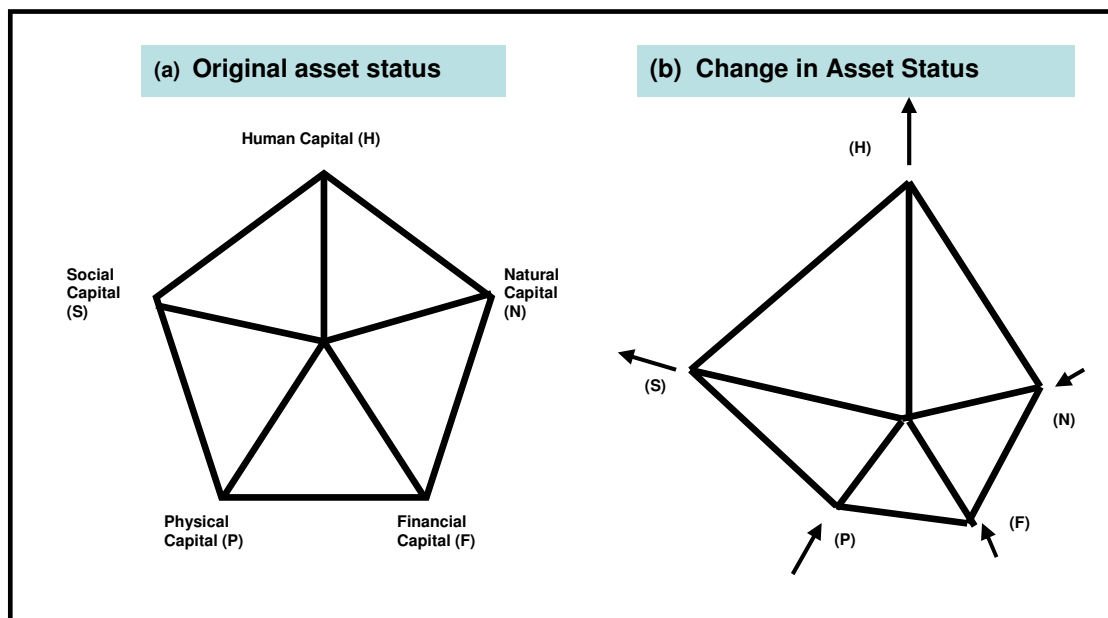 (a) Original asset status
Human Capital (H)
Social
Capital
(S)
Natural
Capital
(N)
Physical
Capital (P)
Financial
Capital (F)
(b) Change in Asset Status
(H)
(S)
(N)
(P)
(F)